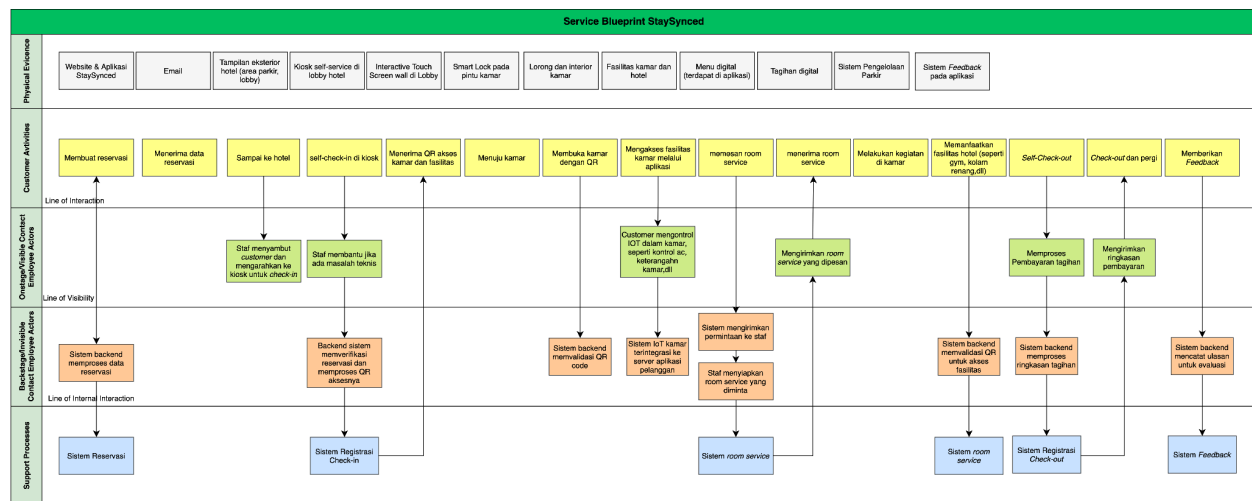 Service Blueprint StaySynced
Physical Evicence
Website & Aplikasi
StaySynced
Email
Tampilan eksterior
hotel (area parkir,
lobby)
Kiosk self-service di
lobby hotel
Interactive Touch
Screen wall di Lobby
Smart Lock pada
pintu kamar
Lorong dan interior
kamar
Fasilitas kamar dan
hotel
Menu digital
(terdapat di aplikasi)
Tagihan digital
Sistem Pengelolaan
Parkir
Sistem Feedback
pada aplikasi
Customer Activities
Membuat reservasi
Menerima data
reservasi
Sampai ke hotel
self-check-in di kiosk
Menerima QR akses
kamar dan fasilitas
Menuju kamar
Membuka kamar
dengan QR
Mengakses fasilitas
kamar melalui
aplikasi
memesan room
service
menerima room
service
Melakukan kegiatan
di kamar
Memanfaatkan
fasilitas hotel (seperti
gym, kolam
renang,dll)
Self-Check-out
Check-out dan pergi
Memberikan
Feedback
Line of Interaction
Onstage/Visible Contact
Employee Actors
Staf menyambut
customer dan
mengarahkan ke
kiosk untuk check-in
Staf membantu jika
ada masalah teknis
Customer mengontrol
IOT dalam kamar,
seperti kontrol ac,
keterangahn
kamar,dll
Mengirimkan room
service yang dipesan
Memproses
Pembayaran tagihan
Mengirimkan
ringkasan
pembayaran
Line of Visibility
Backstage/Invisible
Contact Employee Actors
Sistem backend
memproses data
reservasi
Backend sistem
memverifikasi
reservasi dan
memproses QR
aksesnya
Sistem backend
memvalidasi QR
code
Sistem IoT kamar
terintegrasi ke
server aplikasi
pelanggan
Sistem mengirimkan
permintaan ke staf
Staf menyiapkan
room service yang
diminta
Sistem backend
memvalidasi QR
untuk akses
fasilitas
Sistem backend
memproses
ringkasan tagihan
Sistem backend
mencatat ulasan
untuk evaluasi
Line of Internal Interaction
Support Processes
Sistem Reservasi
Sistem Registrasi
Check-in
Sistem room service
Sistem room
service
Sistem Registrasi
Check-out
Sistem Feedback